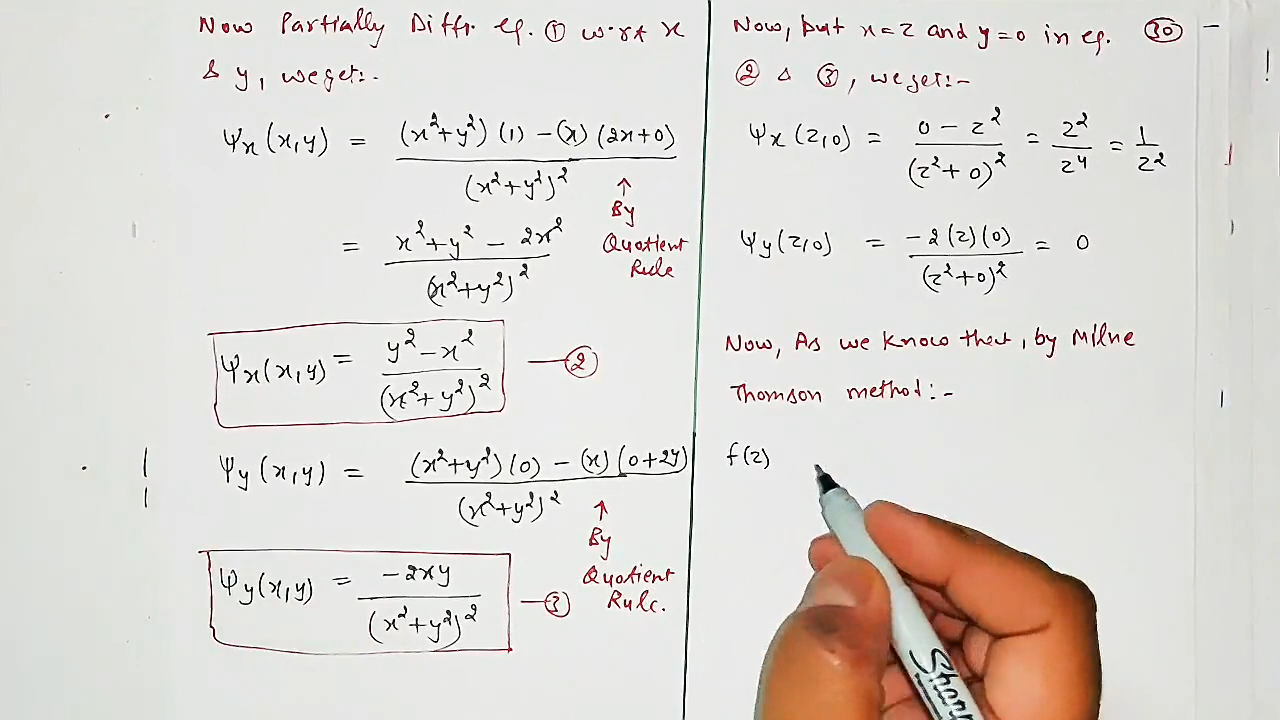 Now Partially Diff. eq. ① w.r.t x
& y, we get:-
Ψx(x,y) = (x²+y²)(1) - (x)(2x+0) / (x²+y²)²
↑
By
Quotient
Rule
= x²+y² - 2x² / (x²+y²)²
Ψx(x,y) = y²-x² / (x²+y²)² —②
Ψy(x,y) = (x²+y²)(0) - (x)(0+2y) / (x²+y²)²
↑
By
Quotient
Rule.
Ψy(x,y) = -2xy / (x²+y²)² —③
Now, put x=z and y=0 in eq. ㉚
② & ③, we get:-
Ψx(z,0) = 0-z² / (z²+0)² = z²/z⁴ = 1/z²
Ψy(z,0) = -2(z)(0) / (z²+0)² = 0
Now, As we know that, by Milne
Thomson method:-
f(z)
Shar